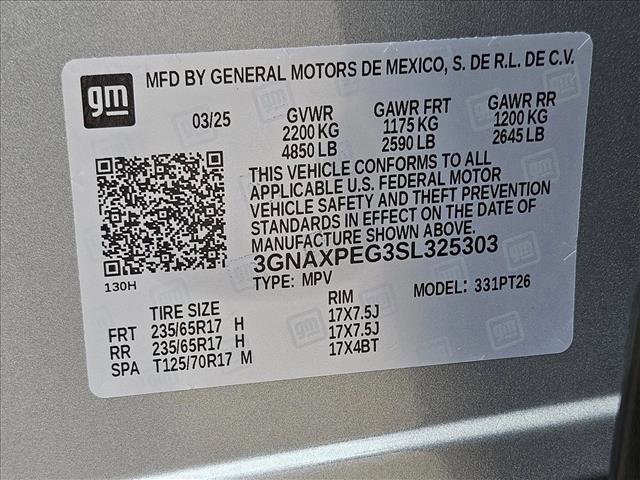 gm MFD BY GENERAL MOTORS DE MEXICO, S. DE R.L. DE C.V.
03/25 GVWR GAWR FRT GAWR RR
2200 KG 1175 KG 1200 KG
4850 LB 2590 LB 2645 LB
THIS VEHICLE CONFORMS TO ALL
APPLICABLE U.S. FEDERAL MOTOR
VEHICLE SAFETY AND THEFT PREVENTION
STANDARDS IN EFFECT ON THE DATE OF
MANUFACTURE SHOWN ABOVE.
3GNAXPEG3SL325303
130H TYPE: MPV MODEL: 331PT26
TIRE SIZE RIM
FRT 235/65R17 H 17X7.5J
RR 235/65R17 H 17X7.5J
SPA T125/70R17 M 17X4BT